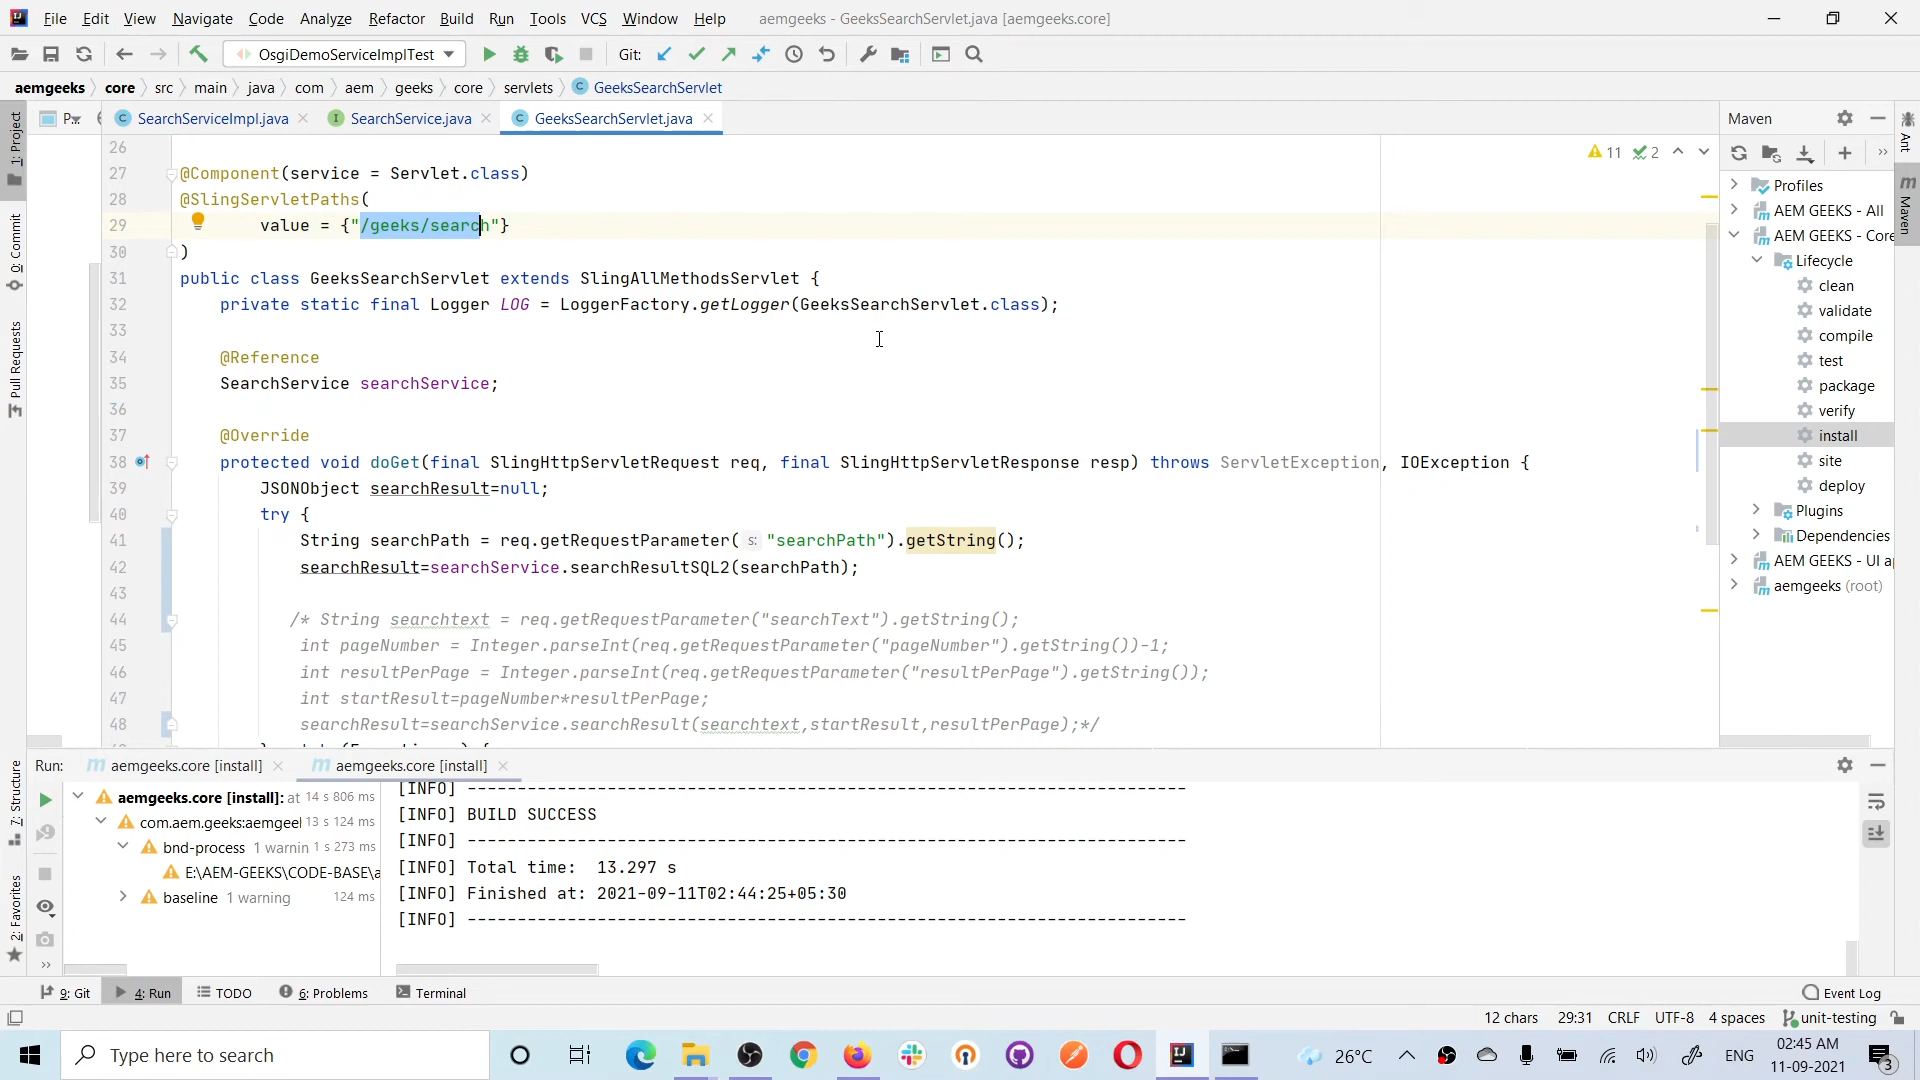 File Edit View Navigate Code Analyze Refactor Build Run Tools VCS Window Help aemgeeks - GeeksSearchServlet.java [aemgeeks.core]
OsgiDemoServiceImplTest Git:
aemgeeks core src main java com aem geeks core servlets GeeksSearchServlet
P... SearchServiceImpl.java SearchService.java GeeksSearchServlet.java Maven
26
27 @Component(service = Servlet.class)
28 @SlingServletPaths(
29 value = {"/geeks/search"}
30 )
31 public class GeeksSearchServlet extends SlingAllMethodsServlet {
32 private static final Logger LOG = LoggerFactory.getLogger(GeeksSearchServlet.class);
33
34 @Reference
35 SearchService searchService;
36
37 @Override
38 protected void doGet(final SlingHttpServletRequest req, final SlingHttpServletResponse resp) throws ServletException, IOException {
39 JSONObject searchResult=null;
40 try {
41 String searchPath = req.getRequestParameter( s: "searchPath").getString();
42 searchResult=searchService.searchResultSQL2(searchPath);
43
44 /* String searchtext = req.getRequestParameter("searchText").getString();
45 int pageNumber = Integer.parseInt(req.getRequestParameter("pageNumber").getString())-1;
46 int resultPerPage = Integer.parseInt(req.getRequestParameter("resultPerPage").getString());
47 int startResult=pageNumber*resultPerPage;
48 searchResult=searchService.searchResult(searchtext,startResult,resultPerPage);*/
11 2
Profiles
AEM GEEKS - All
AEM GEEKS - Core
Lifecycle
clean
validate
compile
test
package
verify
install
site
deploy
Plugins
Dependencies
AEM GEEKS - UI
aemgeeks (root)
1: Project
0: Commit
Pull Requests
7: Structure
2: Favorites
Ant
Maven
Run: aemgeeks.core [install] aemgeeks.core [install]
aemgeeks.core [install]: at 14 s 806 ms
com.aem.geeks:aemgeel 13 s 124 ms
bnd-process 1 warnin 1 s 273 ms
E:\AEM-GEEKS\CODE-BASE\a
baseline 1 warning 124 ms
[INFO] ------------------------------------------------------------------------
[INFO] BUILD SUCCESS
[INFO] ------------------------------------------------------------------------
[INFO] Total time: 13.297 s
[INFO] Finished at: 2021-09-11T02:44:25+05:30
[INFO] ------------------------------------------------------------------------
9: Git 4: Run TODO 6: Problems Terminal Event Log
12 chars 29:31 CRLF UTF-8 4 spaces unit-testing
Type here to search 26°C ENG 02:45 AM
11-09-2021 3